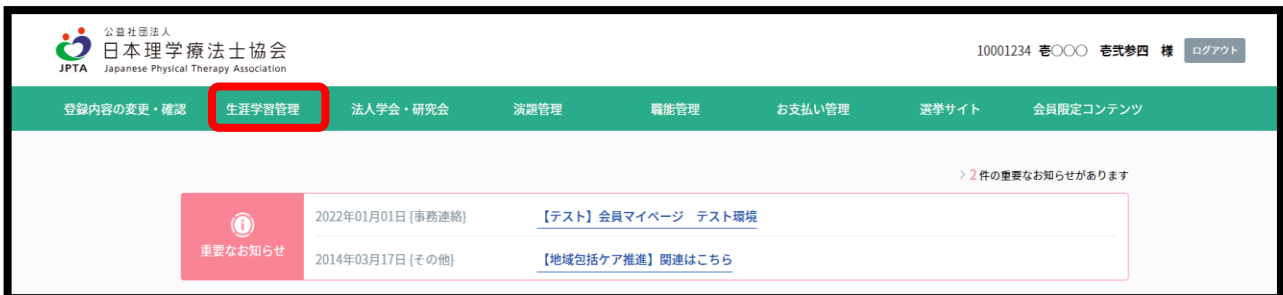 公益社団法人
日本理学療法士協会
JPTA Japanese Physical Therapy Association
10001234 壱○○○ 壱弐参四 様 ログアウト
登録内容の変更・確認 生涯学習管理 法人学会・研究会 演題管理 職能管理 お支払い管理 選挙サイト 会員限定コンテンツ
> 2 件の重要なお知らせがあります
重要なお知らせ
2022年01月01日 {事務連絡} 【テスト】会員マイページ テスト環境
2014年03月17日 {その他} 【地域包括ケア推進】関連はこちら